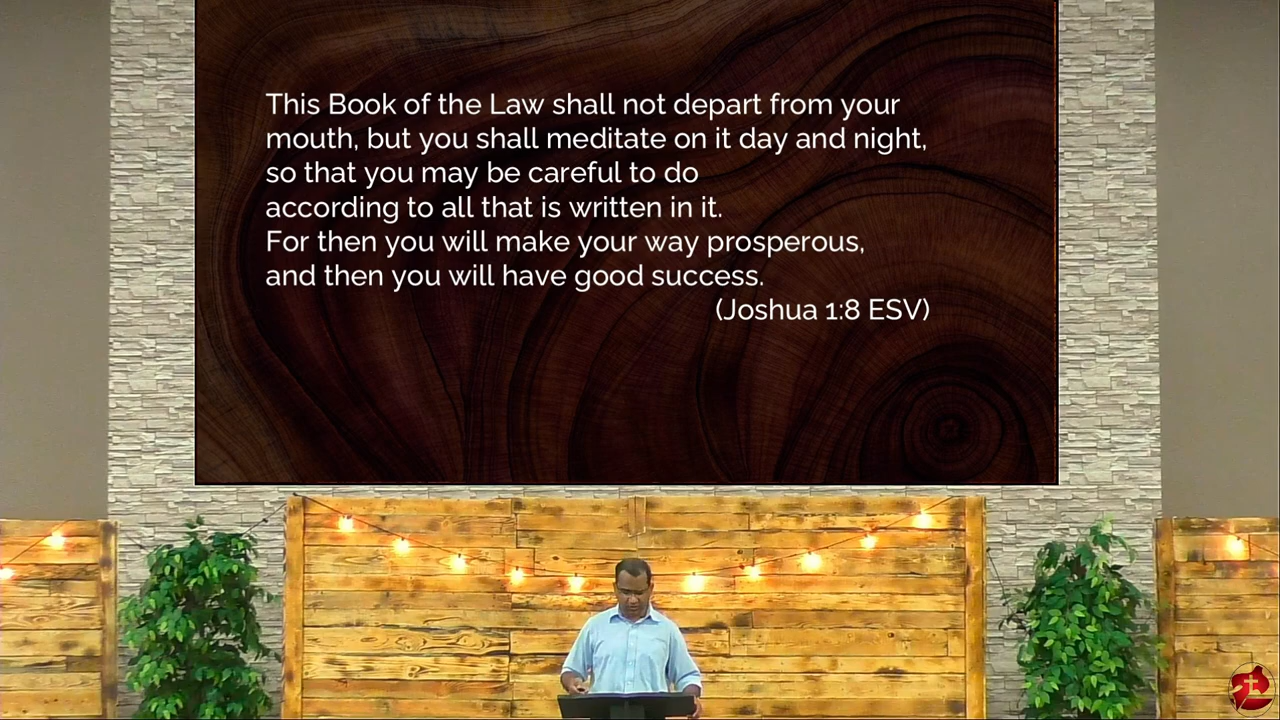 This Book of the Law shall not depart from your
mouth, but you shall meditate on it day and night,
so that you may be careful to do
according to all that is written in it.
For then you will make your way prosperous,
and then you will have good success.
(Joshua 1:8 ESV)